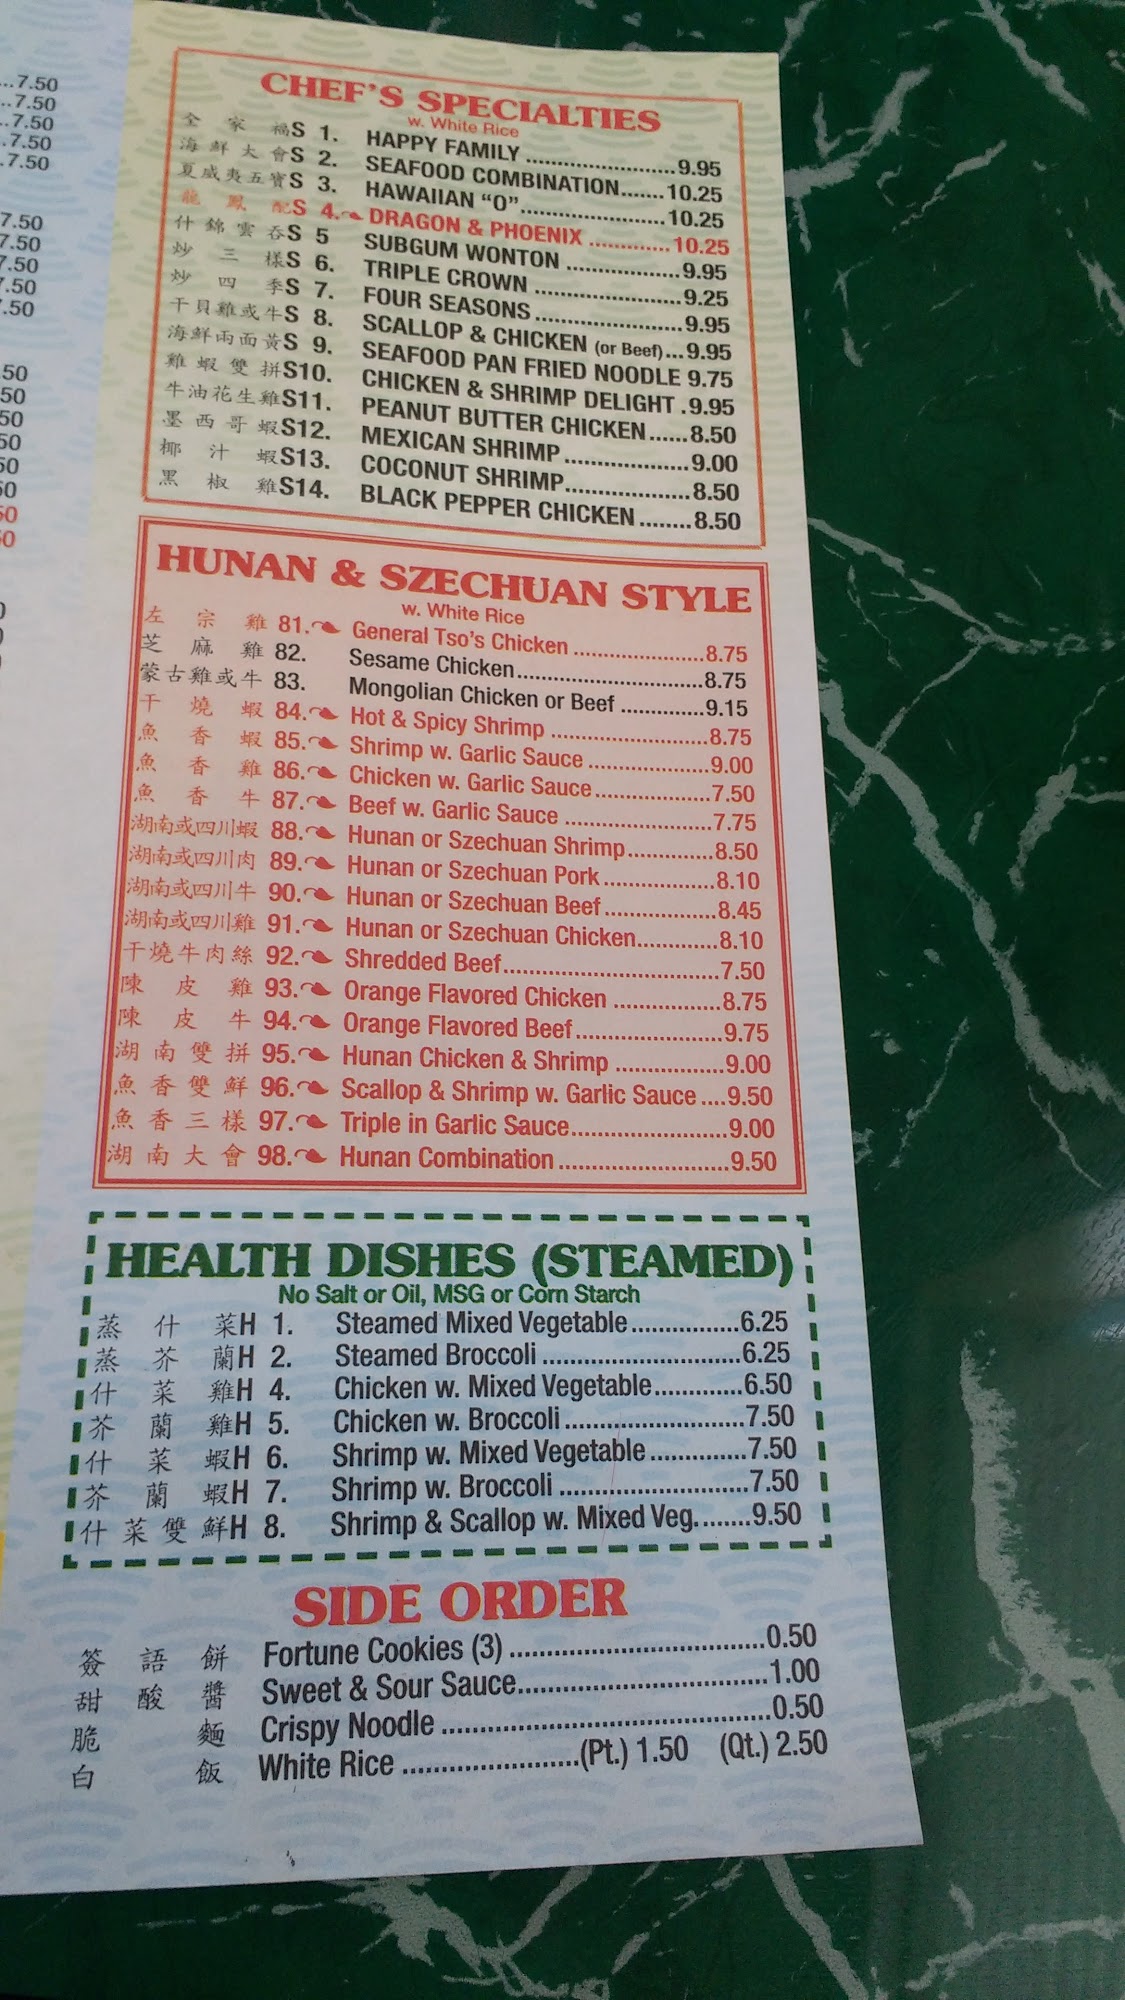 ...7.50
...7.50
..7.50
.7.50
.7.50
7.50
7.50
7.50
7.50
.50
CHEF'S SPECIALTIES
w. White Rice
全家福S 1. HAPPY FAMILY ........................9.95
海鮮大會S 2. SEAFOOD COMBINATION.......10.25
夏威夷五寶S 3. HAWAIIAN "O"......................10.25
龍鳳配S 4. DRAGON & PHOENIX ............10.25
什錦雲吞S 5 SUBGUM WONTON .................9.95
炒三樣S 6. TRIPLE CROWN ......................9.25
炒四季S 7. FOUR SEASONS......................9.95
干貝雞或牛S 8. SCALLOP & CHICKEN (or Beef)...9.95
海鮮兩面黃S 9. SEAFOOD PAN FRIED NOODLE 9.75
雞蝦雙拼S10. CHICKEN & SHRIMP DELIGHT .9.95
牛油花生雞S11. PEANUT BUTTER CHICKEN......8.50
墨西哥蝦S12. MEXICAN SHRIMP ..................9.00
椰汁蝦S13. COCONUT SHRIMP..................8.50
黑椒雞S14. BLACK PEPPER CHICKEN ........8.50
HUNAN & SZECHUAN STYLE
w. White Rice
左宗雞 81. General Tso's Chicken ....................8.75
芝麻雞 82. Sesame Chicken............................8.75
蒙古雞或牛 83. Mongolian Chicken or Beef .............9.15
干燒蝦 84. Hot & Spicy Shrimp ........................8.75
魚香蝦 85. Shrimp w. Garlic Sauce ...................9.00
魚香雞 86. Chicken w. Garlic Sauce..................7.50
魚香牛 87. Beef w. Garlic Sauce ......................7.75
湖南或四川蝦 88. Hunan or Szechuan Shrimp.............8.50
湖南或四川肉 89. Hunan or Szechuan Pork.................8.10
湖南或四川牛 90. Hunan or Szechuan Beef.................8.45
湖南或四川雞 91. Hunan or Szechuan Chicken............8.10
干燒牛肉絲 92. Shredded Beef.................................7.50
陳皮雞 93. Orange Flavored Chicken ................8.75
陳皮牛 94. Orange Flavored Beef......................9.75
湖南雙拼 95. Hunan Chicken & Shrimp ................9.00
魚香雙鮮 96. Scallop & Shrimp w. Garlic Sauce ....9.50
魚香三樣 97. Triple in Garlic Sauce.......................9.00
湖南大會 98. Hunan Combination.........................9.50
HEALTH DISHES (STEAMED)
No Salt or Oil, MSG or Corn Starch
蒸什菜H 1. Steamed Mixed Vegetable................6.25
蒸芥蘭H 2. Steamed Broccoli .............................6.25
什菜雞H 4. Chicken w. Mixed Vegetable.............6.50
芥蘭雞H 5. Chicken w. Broccoli..........................7.50
什菜蝦H 6. Shrimp w. Mixed Vegetable..............7.50
芥蘭蝦H 7. Shrimp w. Broccoli ...........................7.50
什菜雙鮮H 8. Shrimp & Scallop w. Mixed Veg........9.50
SIDE ORDER
簽語餅 Fortune Cookies (3) ....................................0.50
甜酸醬 Sweet & Sour Sauce...................................1.00
脆麵 Crispy Noodle ..............................................0.50
白飯 White Rice ........................(Pt.) 1.50 (Qt.) 2.50